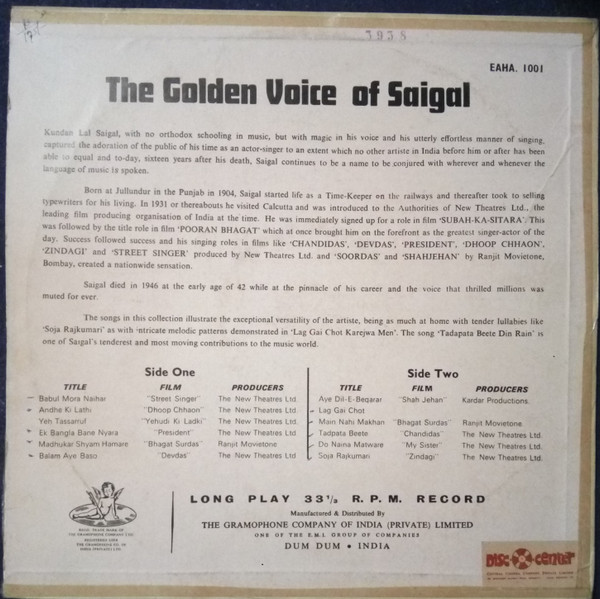 3938
EAHA. 1001
The Golden Voice of Saigal
Kundan Lal Saigal, with no orthodox schooling in music, but with magic in his voice and his utterly effortless manner of singing,
captured the adoration of the public of his time as an actor-singer to an extent which no other artiste in India before him or after has been
able to equal and to-day, sixteen years after his death, Saigal continues to be a name to be conjured with wherever and whenever the
language of music is spoken.
Born at Jullundur in the Punjab in 1904, Saigal started life as a Time-Keeper on the railways and thereafter took to selling
typewriters for his living. In 1931 or thereabouts he visited Calcutta and was introduced to the Authorities of New Theatres Ltd., the
leading film producing organisation of India at the time. He was immediately signed up for a role in film 'SUBAH-KA-SITARA'. This
was followed by the title role in film 'POORAN BHAGAT' which at once brought him on the forefront as the greatest singer-actor of the
day. Success followed success and his singing roles in films like 'CHANDIDAS', 'DEVDAS', 'PRESIDENT', 'DHOOP CHHAON',
'ZINDAGI' and 'STREET SINGER' produced by New Theatres Ltd. and 'SOORDAS' and 'SHAHJEHAN' by Ranjit Movietone,
Bombay, created a nationwide sensation.
Saigal died in 1946 at the early age of 42 while at the pinnacle of his career and the voice that thrilled millions was
muted for ever.
The songs in this collection illustrate the exceptional versatility of the artiste, being as much at home with tender lullabies like
'Soja Rajkumari' as with intricate melodic patterns demonstrated in 'Lag Gai Chot Karejwa Men'. The song 'Tadapata Beete Din Rain' is
one of Saigal's tenderest and most moving contributions to the music world.
Side One
TITLE FILM PRODUCERS
Babul Mora Naihar "Street Singer" The New Theatres Ltd.
Andhe Ki Lathi "Dhoop Chhaon" The New Theatres Ltd.
Yeh Tassarruf "Yehudi Ki Ladki" The New Theatres Ltd.
Ek Bangla Bane Nyara "President" The New Theatres Ltd.
Madhukar Shyam Hamare "Bhagat Surdas" Ranjit Movietone
Balam Aye Baso "Devdas" The New Theatres Ltd.
Side Two
TITLE FILM PRODUCERS
Aye Dil-E-Beqarar "Shah Jehan" Kardar Productions.
Lag Gai Chot
Main Nahi Makhan "Bhagat Surdas" Ranjit Movietone
Tadpata Beete "Chandidas" The New Theatres Ltd.
Do Naina Matware "My Sister" The New Theatres Ltd.
Soja Rajkumari "Zindagi" The New Theatres Ltd.
REGD. TRADE MARK OF
THE GRAMOPHONE COMPANY LTD.
REGISTERED USER
THE GRAMOPHONE CO. OF
INDIA (PRIVATE) LTD.
LONG PLAY 33 1/3 R.P.M. RECORD
Manufactured & Distributed By
THE GRAMOPHONE COMPANY OF INDIA (PRIVATE) LIMITED
ONE OF THE E.M.I. GROUP OF COMPANIES
DUM DUM • INDIA
DISC CENTER